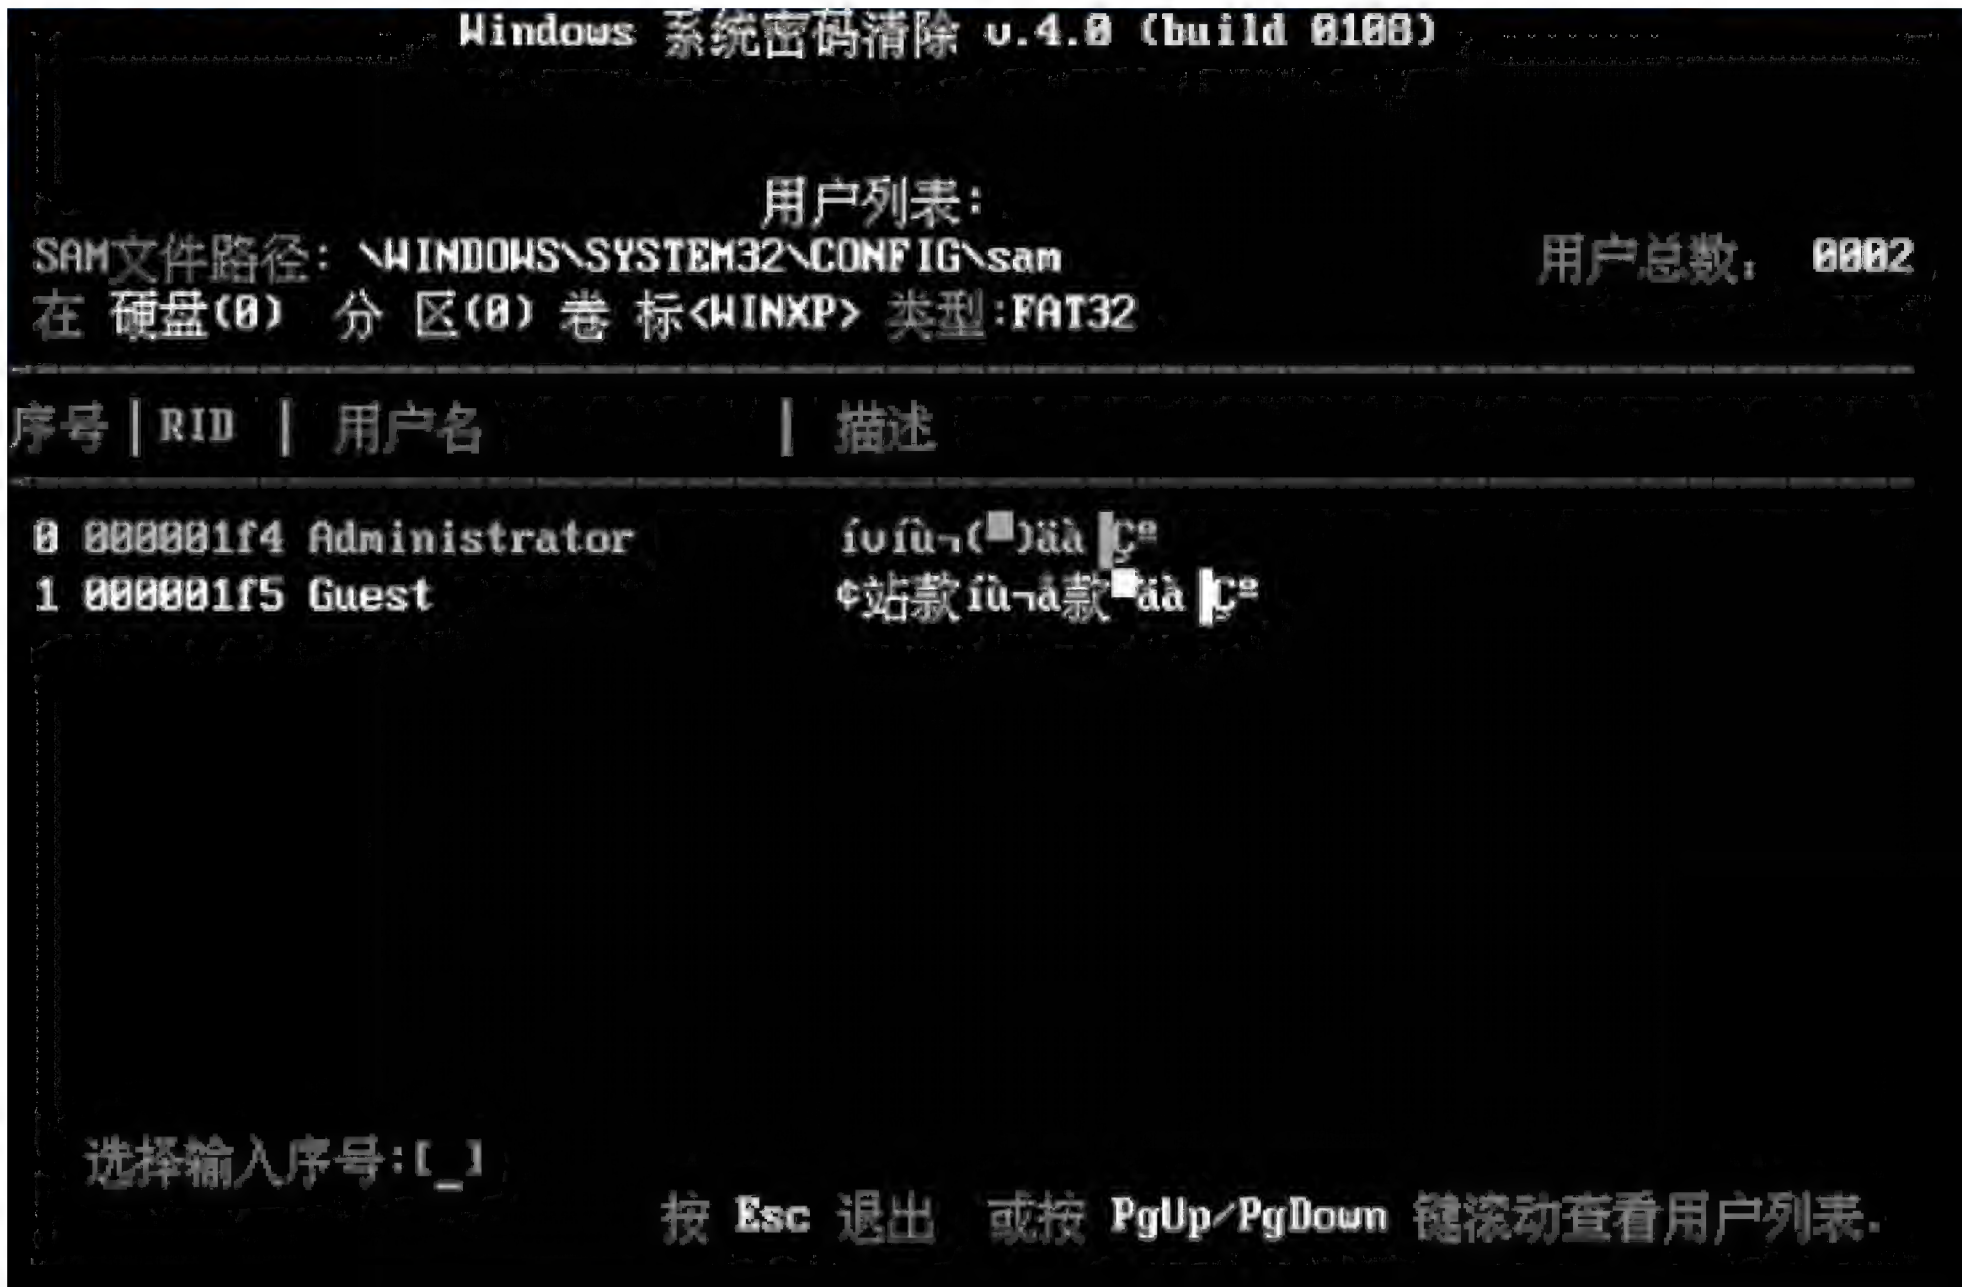 Windows 系统密码清除 v.4.0 (build 0108)
用户列表:
SAM文件路径: \WINDOWS\SYSTEM32\CONFIG\sam 用户总数: 0002
在 硬盘(0) 分 区(0) 卷 标<WINXP> 类型:FAT32
序号 | RID | 用户名 | 描述
0 000001f4 Administrator
1 000001f5 Guest
选择输入序号:[_]
按 Esc 退出 或按 PgUp/PgDown 键滚动查看用户列表.